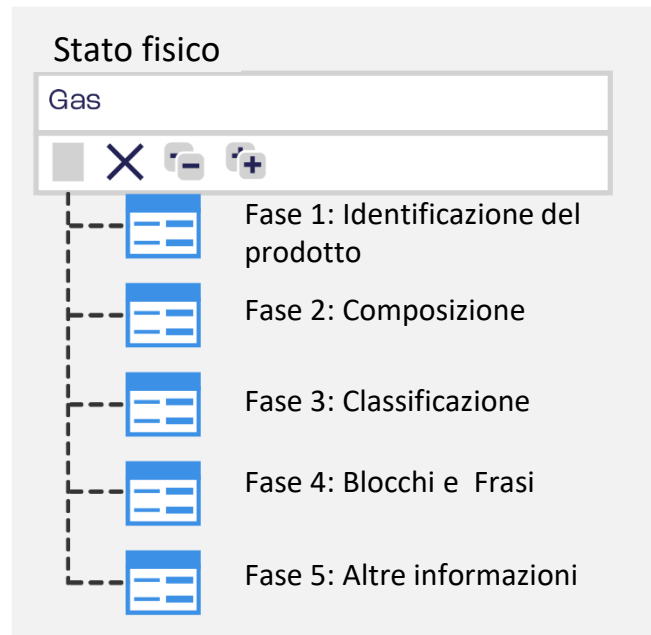 Stato fisico
Gas
Fase 1: Identificazione del
prodotto
Fase 2: Composizione
Fase 3: Classificazione
Fase 4: Blocchi e  Frasi
Fase 5: Altre informazioni